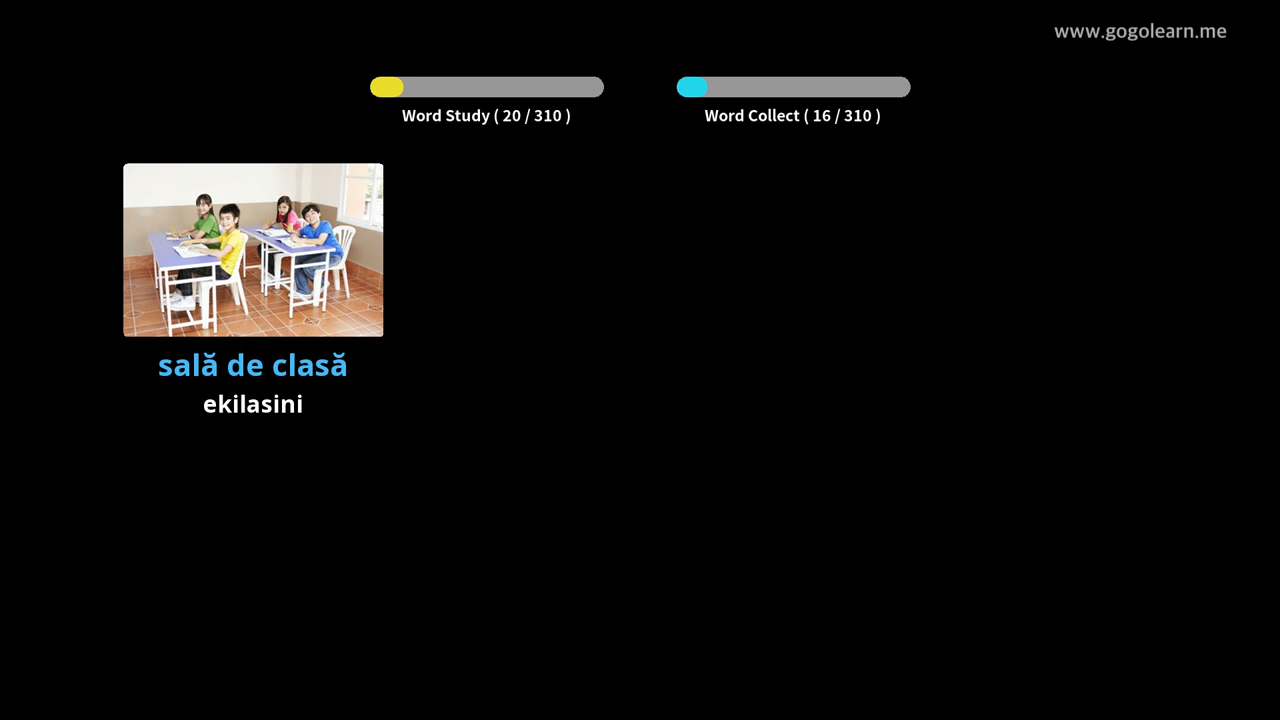 www.gogolearn.me
Word Study ( 20 / 310 )
Word Collect ( 16 / 310 )
sală de clasă
ekilasini